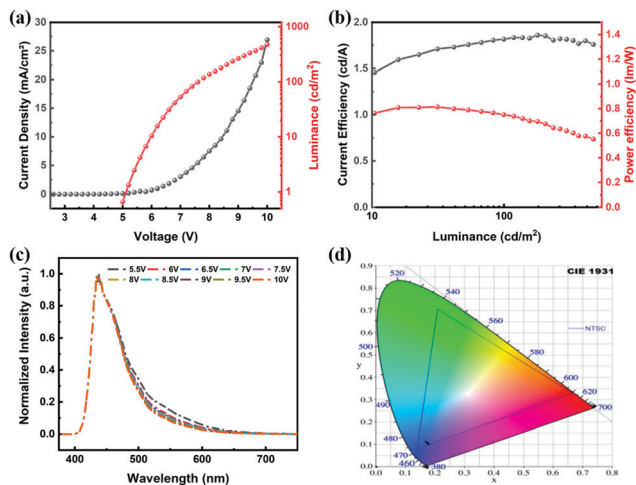 (a)
Current Density (mA/cm²)
30
25
20
15
10
5
0
3 4 5 6 7 8 9 10
Voltage (V)
1000
100
10
1
Luminance (cd/m²)
(b)
Current Efficiency (cd/A)
2.0
1.5
1.0
0.5
0.0
10 100
Luminance (cd/m²)
1.4
1.2
1.0
0.8
0.6
0.4
0.2
0.0
Power efficiency (lm/W)
(c)
Normalized Intensity (a.u.)
1.0
0.8
0.6
0.4
0.2
0.0
5.5V 6V 6.5V 7V 7.5V
8V 8.5V 9V 9.5V 10V
400 500 600 700
Wavelength (nm)
(d)
CIE 1931
NTSC
y
0.9
0.8
0.7
0.6
0.5
0.4
0.3
0.2
0.1
0.0
520
540
560
580
600
620
700
500
490
480
470
460
380
0.0 0.1 0.2 0.3 0.4 0.5 0.6 0.7 0.8
x